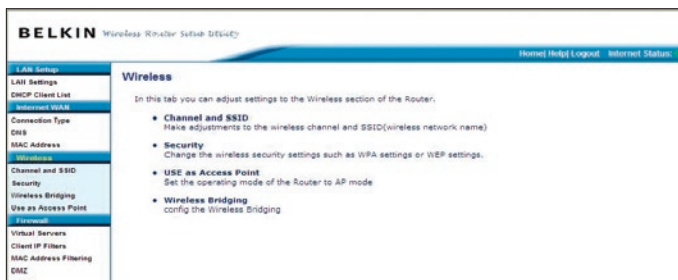 BELKIN Wireless Router Setup Utility
Home| Help| Logout Internet Status:
LAN Setup
LAN Settings
DHCP Client List
Internet WAN
Connection Type
DNS
MAC Address
Wireless
Channel and SSID
Security
Wireless Bridging
Use as Access Point
Firewall
Virtual Servers
Client IP Filters
MAC Address Filtering
DMZ
Wireless
In this tab you can adjust settings to the Wireless section of the Router.
Channel and SSID
Make adjustments to the wireless channel and SSID(wireless network name)
Security
Change the wireless security settings such as WPA settings or WEP settings.
USE as Access Point
Set the operating mode of the Router to AP mode
Wireless Bridging
config the Wireless Bridging